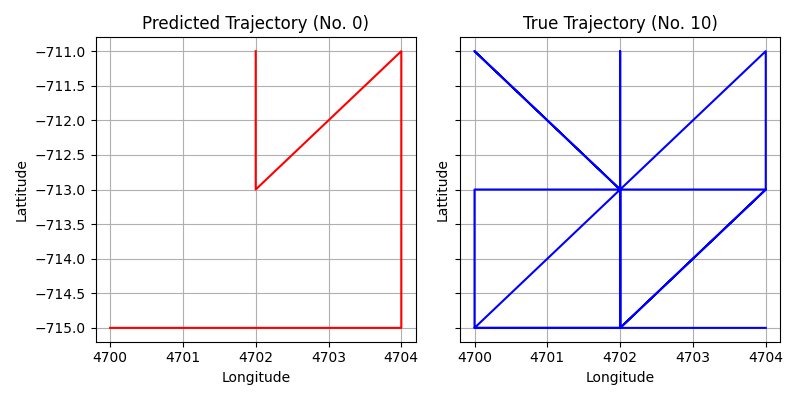 Predicted Trajectory (No. 0)
True Trajectory (No. 10)
−711.0
−711.5
−712.0
−712.5
−713.0
−713.5
−714.0
−714.5
−715.0
Lattitude
Lattitude
4700 4701 4702 4703 4704
4700 4701 4702 4703 4704
Longitude
Longitude